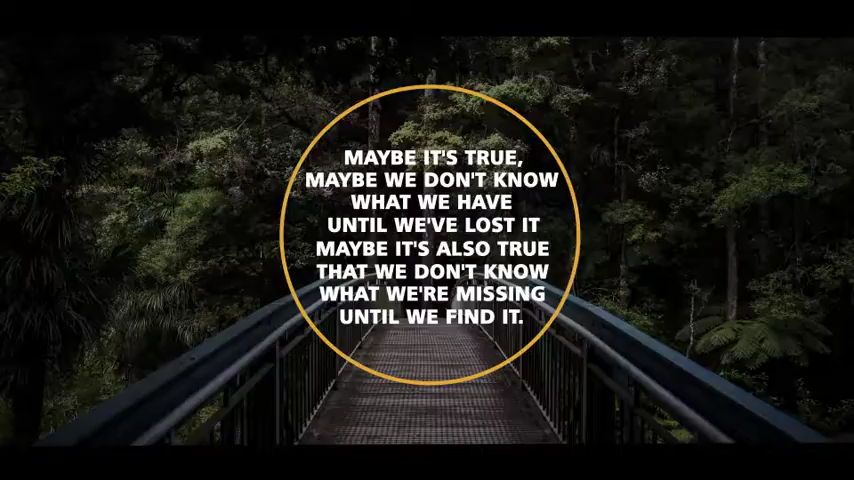 MAYBE IT'S TRUE,
MAYBE WE DON'T KNOW
WHAT WE HAVE
UNTIL WE'VE LOST IT
MAYBE IT'S ALSO TRUE
THAT WE DON'T KNOW
WHAT WE'RE MISSING
UNTIL WE FIND IT.